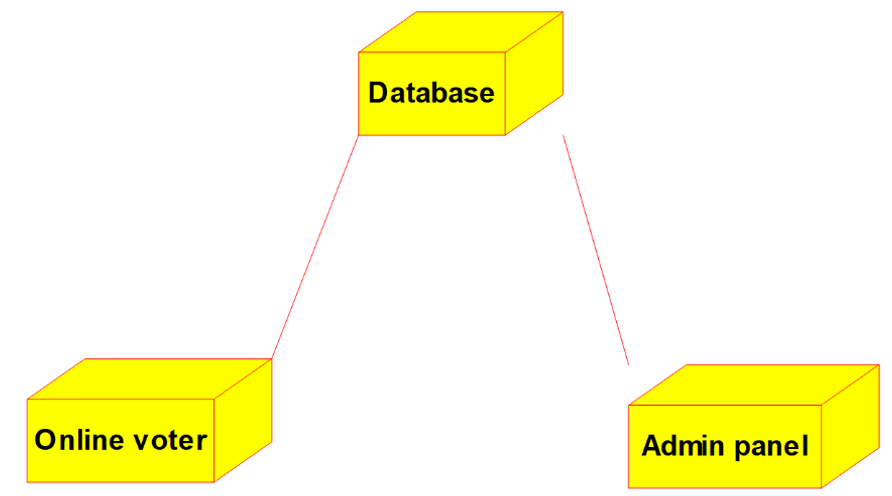 Database
Online voter
Admin panel